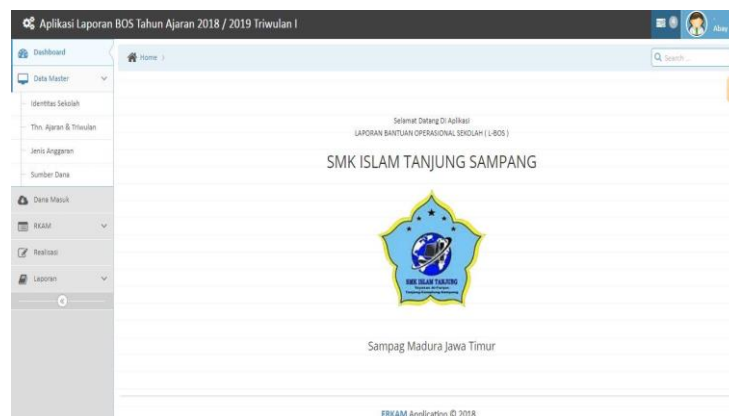 Aplikasi Laporan BOS Tahun Ajaran 2018 / 2019 Triwulan I
Abay
Dashboard
Home
Search ...
Data Master
Identitas Sekolah
Thn. Ajaran & Triwulan
Jenis Anggaran
Sumber Dana
Dana Masuk
RKAM
Realisasi
Laporan
Selamat Datang Di Aplikasi
LAPORAN BANTUAN OPERASIONAL SEKOLAH ( L-BOS )
SMK ISLAM TANJUNG SAMPANG
SMK ISLAM TANJUNG
Sampag Madura Jawa Timur
ERKAM Application © 2018